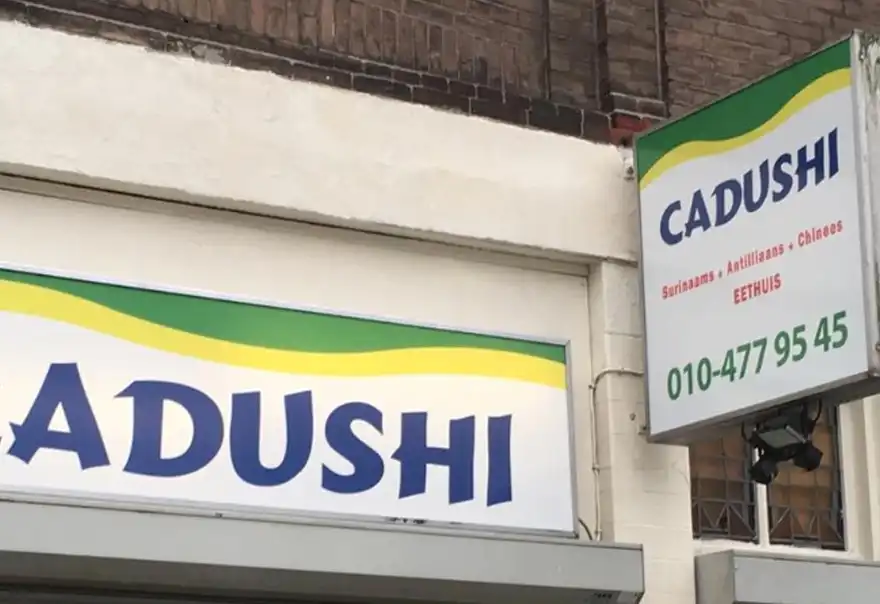 CADUSHI
Surinaams + Antilliaans + Chinees
EETHUIS
010-477 95 45
ADUSHI